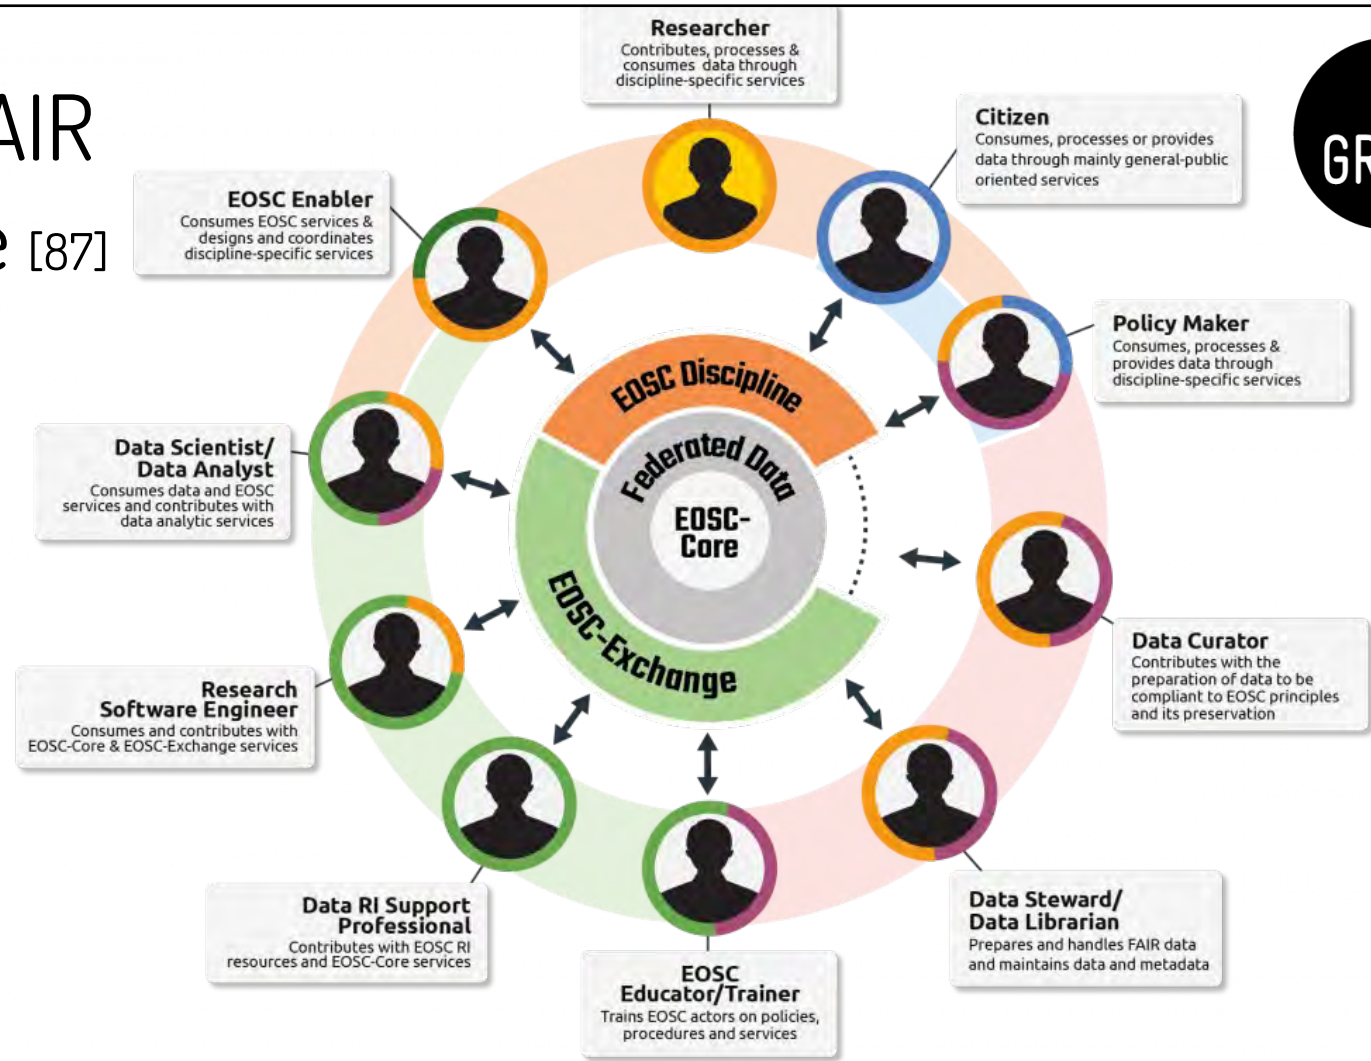 AIR
e [87]
GR
Researcher
Contributes, processes &
consumes data through
discipline-specific services
Citizen
Consumes, processes or provides
data through mainly general-public
oriented services
EOSC Enabler
Consumes EOSC services &
designs and coordinates
discipline-specific services
Policy Maker
Consumes, processes &
provides data through
discipline-specific services
EOSC Discipline
Federated Data
EOSC-
Core
EOSC-Exchange
Data Scientist/
Data Analyst
Consumes data and EOSC
services and contributes with
data analytic services
Data Curator
Contributes with the
preparation of data to be
compliant to EOSC principles
and its preservation
Research
Software Engineer
Consumes and contributes with
EOSC-Core & EOSC-Exchange services
Data RI Support
Professional
Contributes with EOSC RI
resources and EOSC-Core services
Data Steward/
Data Librarian
Prepares and handles FAIR data
and maintains data and metadata
EOSC
Educator/Trainer
Trains EOSC actors on policies,
procedures and services